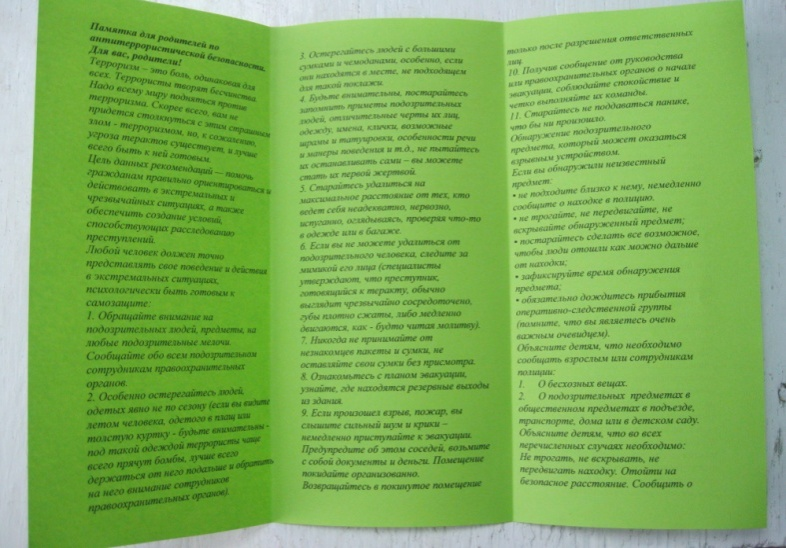 Памятка для родителей по
антитеррористической безопасности.
Для вас, родители!
Терроризм – это боль, одинаковая для
всех. Террористы творят бесчинства.
Надо всему миру подняться против
терроризма. Скорее всего, вам не
придется столкнуться с этим страшным
злом - терроризмом, но, к сожалению,
угроза терактов существует, и лучше
всего быть к ней готовым.
Цель данных рекомендаций — помочь
гражданам правильно ориентироваться и
действовать в экстремальных и
чрезвычайных ситуациях, а также
обеспечить создание условий,
способствующих расследованию
преступлений.
Любой человек должен точно
представлять свое поведение и действия
в экстремальных ситуациях,
психологически быть готовым к
самозащите:
1. Обращайте внимание на
подозрительных людей, предметы, на
любые подозрительные мелочи.
Сообщайте обо всем подозрительном
сотрудникам правоохранительных
органов.
2. Особенно остерегайтесь людей,
одетых явно не по сезону (если вы видите
летом человека, одетого в плащ или
толстую куртку - будьте внимательны -
под такой одеждой террористы чаще
всего прячут бомбы, лучше всего
держаться от него подальше и обратить
на него внимание сотрудников
правоохранительных органов).
3. Остерегайтесь людей с большими
сумками и чемоданами, особенно, если
они находятся в месте, не подходящем
для такой поклажи.
4. Будьте внимательны, постарайтесь
запомнить приметы подозрительных
людей, отличительные черты их лиц,
одежду, имена, клички, возможные
шрамы и татуировки, особенности речи
и манеры поведения и т.д., не пытайтесь
их останавливать сами – вы можете
стать их первой жертвой.
5. Старайтесь удалиться на
максимальное расстояние от тех, кто
ведет себя неадекватно, нервозно,
испуганно, оглядываясь, проверяя что-то
в одежде или в багаже.
6. Если вы не можете удалиться от
подозрительного человека, следите за
мимикой его лица (специалисты
утверждают, что преступник,
готовящийся к теракту, обычно
выглядит чрезвычайно сосредоточено,
губы плотно сжаты, либо медленно
двигаются, как - будто читая молитву).
7. Никогда не принимайте от
незнакомцев пакеты и сумки, не
оставляйте свои сумки без присмотра.
8. Ознакомьтесь с планом эвакуации,
узнайте, где находятся резервные выходы
из здания.
9. Если произошел взрыв, пожар, вы
слышите сильный шум и крики –
немедленно приступайте к эвакуации.
Предупредите об этом соседей, возьмите
с собой документы и деньги. Помещение
покидайте организованно.
Возвращайтесь в покинутое помещение
только после разрешения ответственных
лиц.
10. Получив сообщение от руководства
или правоохранительных органов о начале
эвакуации, соблюдайте спокойствие и
четко выполняйте их команды.
11. Старайтесь не поддаваться панике,
что бы ни произошло.
Обнаружение подозрительного
предмета, который может оказаться
взрывным устройством.
Если вы обнаружили неизвестный
предмет:
• не подходите близко к нему, немедленно
сообщите о находке в полицию.
• не трогайте, не передвигайте, не
вскрывайте обнаруженный предмет;
• постарайтесь сделать все возможное,
чтобы люди отошли как можно дальше
от находки;
• зафиксируйте время обнаружения
предмета;
• обязательно дождитесь прибытия
оперативно-следственной группы
(помните, что вы являетесь очень
важным очевидцем).
Объясните детям, что необходимо
сообщать взрослым или сотрудникам
полиции:
1. О бесхозных вещах.
2. О подозрительных предметах в
общественном предметах в подъезде,
транспорте, дома или в детском саду.
Объясните детям, что во всех
перечисленных случаях необходимо:
Не трогать, не вскрывать, не
передвигать находку. Отойти на
безопасное расстояние. Сообщить о